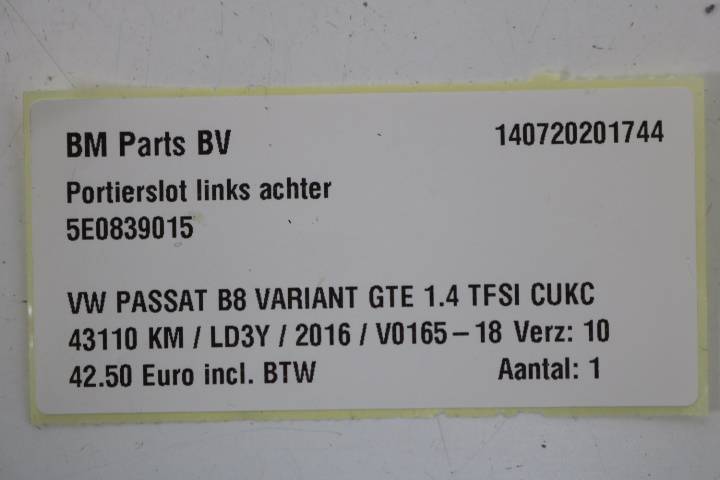 BM Parts BV 140720201744
Portierslot links achter
5E0839015
VW PASSAT B8 VARIANT GTE 1.4 TFSI CUKC
43110 KM / LD3Y / 2016 / V0165-18 Verz: 10
42.50 Euro incl. BTW Aantal: 1